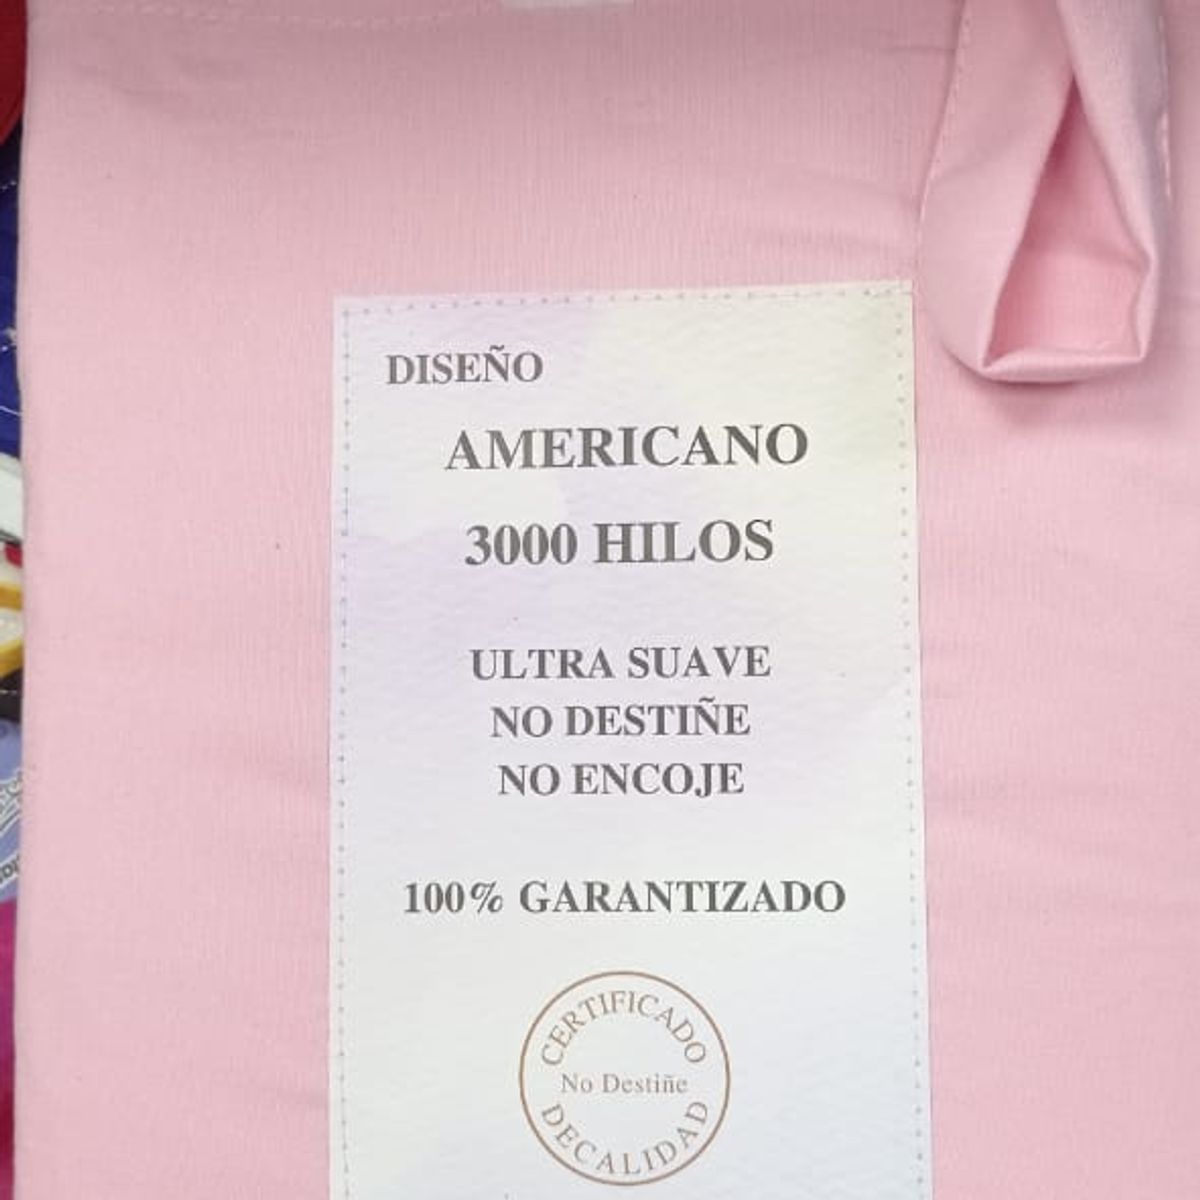 DISEÑO
AMERICANO
3000 HILOS
ULTRA SUAVE
NO DESTIÑE
NO ENCOJE
100% GARANTIZADO
CERTIFICADO
No Destiñe
DECALIDAD